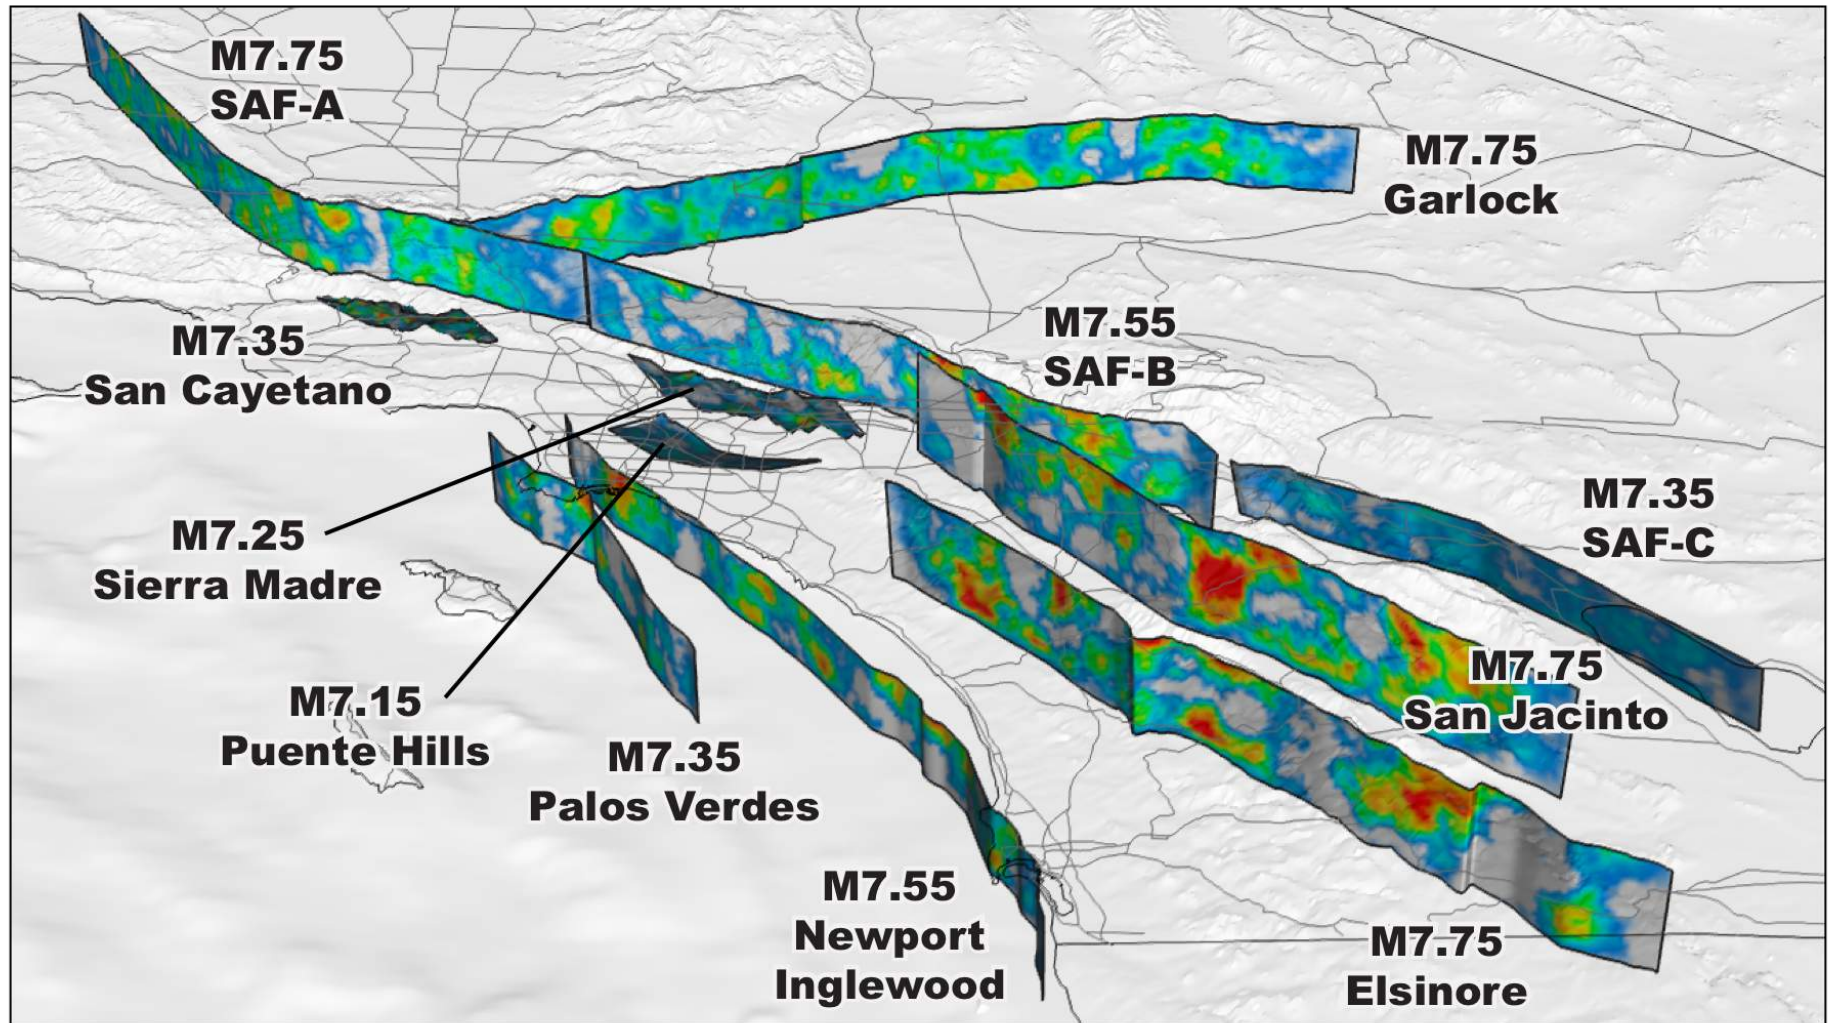 M7.75
SAF-A
M7.75
Garlock
M7.35
San Cayetano
M7.55
SAF-B
M7.35
SAF-C
M7.25
Sierra Madre
M7.75
San Jacinto
M7.15
Puente Hills
M7.35
Palos Verdes
M7.55
Newport
Inglewood
M7.75
Elsinore